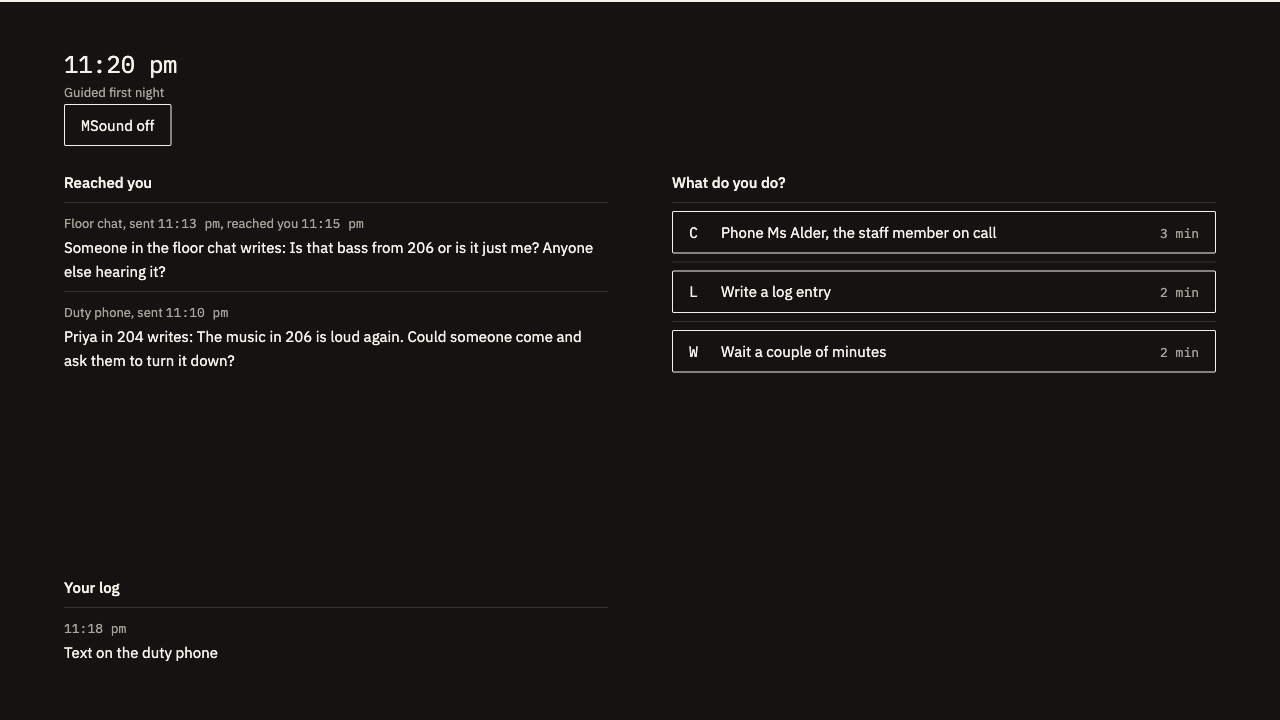 11:20 pm
Guided first night
MSound off
Reached you
Floor chat, sent 11:13 pm, reached you 11:15 pm
Someone in the floor chat writes: Is that bass from 206 or is it just me? Anyone
else hearing it?
Duty phone, sent 11:10 pm
Priya in 204 writes: The music in 206 is loud again. Could someone come and
ask them to turn it down?
What do you do?
C Phone Ms Alder, the staff member on call 3 min
L Write a log entry 2 min
W Wait a couple of minutes 2 min
Your log
11:18 pm
Text on the duty phone